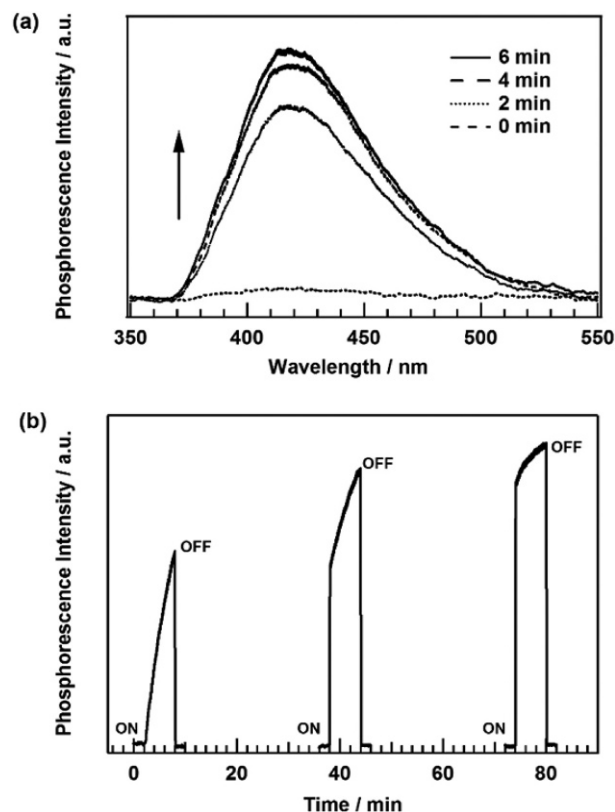 (a)
Phosphorescence Intensity / a.u.
6 min
4 min
2 min
0 min
350 400 450 500 550
Wavelength / nm
(b)
Phosphorescence Intensity / a.u.
OFF
OFF
OFF
ON
ON
ON
0 20 40 60 80
Time / min